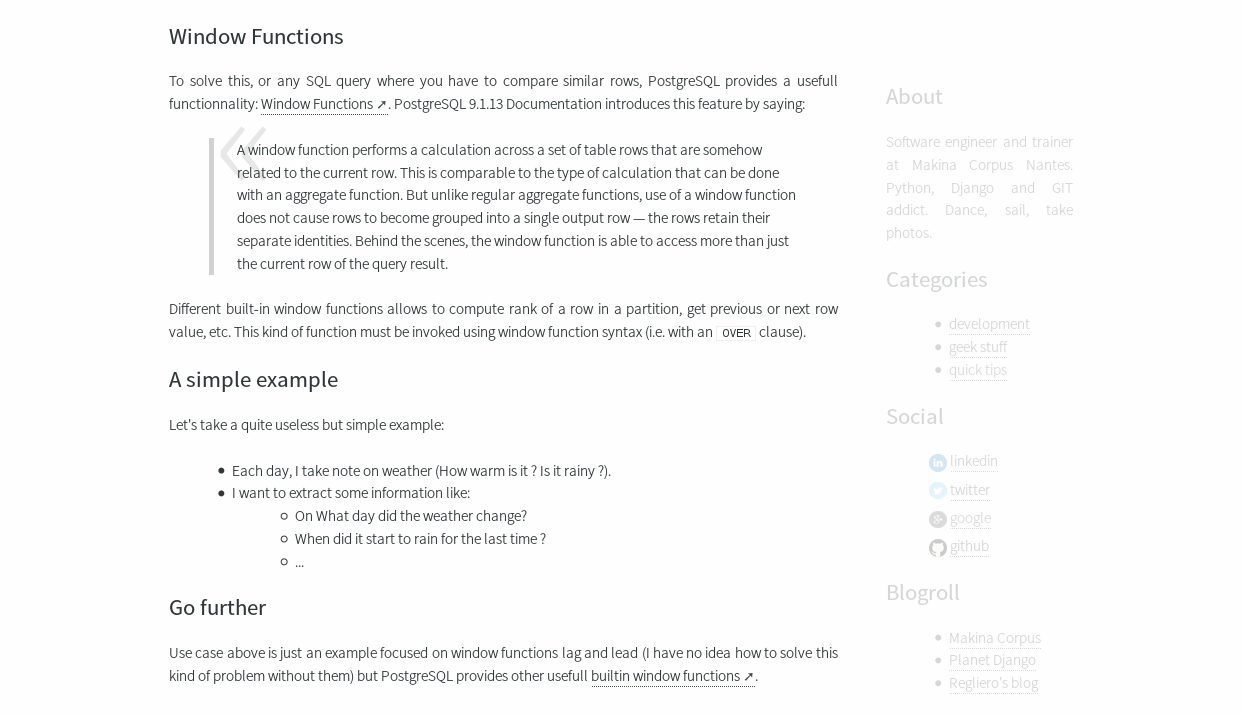 Window Functions
To solve this, or any SQL query where you have to compare similar rows, PostgreSQL provides a usefull
functionnality: Window Functions ➚. PostgreSQL 9.1.13 Documentation introduces this feature by saying:
«
A window function performs a calculation across a set of table rows that are somehow
related to the current row. This is comparable to the type of calculation that can be done
with an aggregate function. But unlike regular aggregate functions, use of a window function
does not cause rows to become grouped into a single output row — the rows retain their
separate identities. Behind the scenes, the window function is able to access more than just
the current row of the query result.
Different built-in window functions allows to compute rank of a row in a partition, get previous or next row
value, etc. This kind of function must be invoked using window function syntax (i.e. with an OVER clause).
A simple example
Let's take a quite useless but simple example:
• Each day, I take note on weather (How warm is it ? Is it rainy ?).
• I want to extract some information like:
◦ On What day did the weather change?
◦ When did it start to rain for the last time ?
◦ ...
Go further
Use case above is just an example focused on window functions lag and lead (I have no idea how to solve this
kind of problem without them) but PostgreSQL provides other usefull builtin window functions ➚.
About
Software engineer and trainer
at Makina Corpus Nantes.
Python, Django and GIT
addict. Dance, sail, take
photos.
Categories
• development
• geek stuff
• quick tips
Social
linkedin
twitter
google
github
Blogroll
• Makina Corpus
• Planet Django
• Regliero's blog